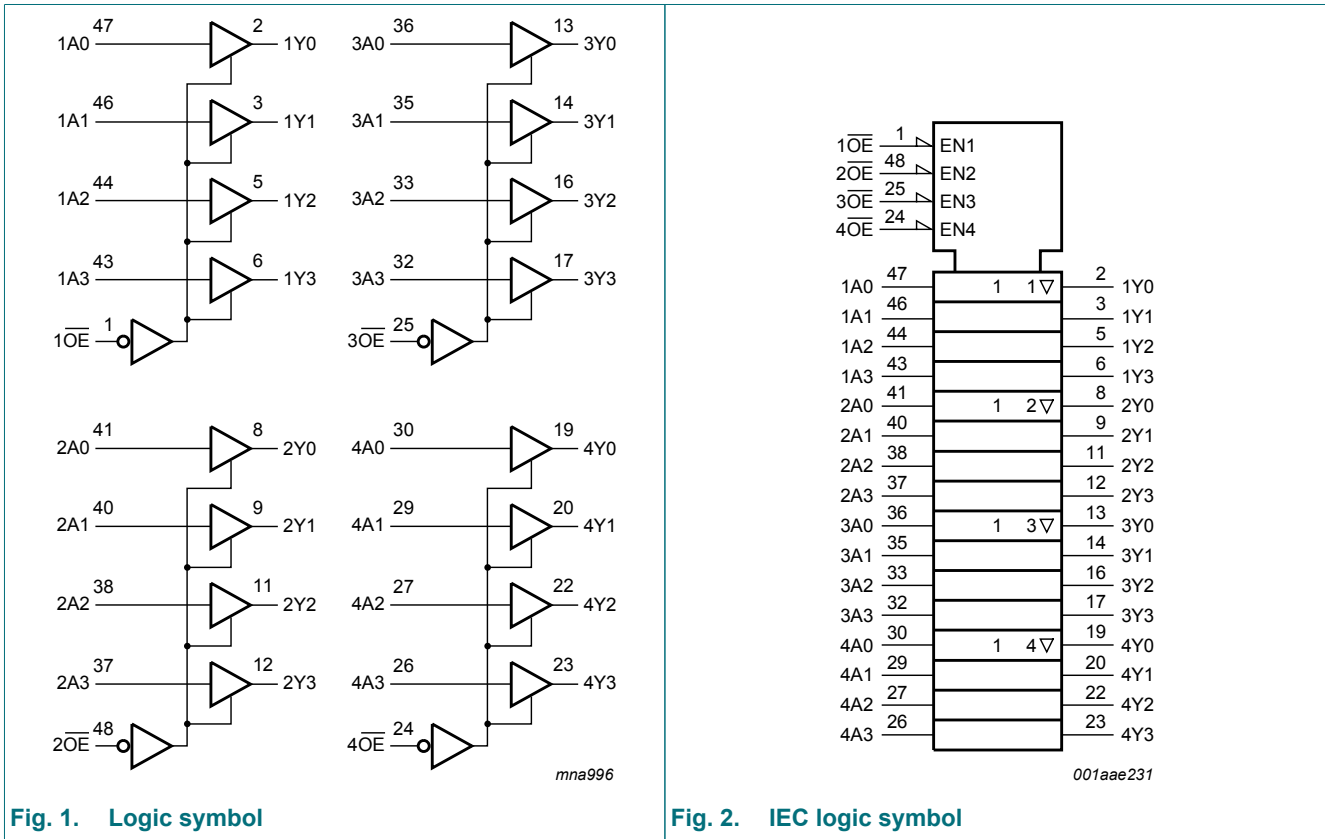 47 2 36 13
1A0 1Y0 3A0 3Y0
46 3 35 14
1A1 1Y1 3A1 3Y1
44 5 33 16
1A2 1Y2 3A2 3Y2
43 6 32 17
1A3 1Y3 3A3 3Y3
1 25
1OE 3OE
41 8 30 19
2A0 2Y0 4A0 4Y0
40 9 29 20
2A1 2Y1 4A1 4Y1
38 11 27 22
2A2 2Y2 4A2 4Y2
37 12 26 23
2A3 2Y3 4A3 4Y3
48 24
2OE 4OE
mna996
Fig. 1. Logic symbol
1OE 1 EN1
2OE 48 EN2
3OE 25 EN3
4OE 24 EN4
1A0 47 1 1▽ 2 1Y0
1A1 46 3 1Y1
1A2 44 5 1Y2
1A3 43 6 1Y3
2A0 41 1 2▽ 8 2Y0
2A1 40 9 2Y1
2A2 38 11 2Y2
2A3 37 12 2Y3
3A0 36 1 3▽ 13 3Y0
3A1 35 14 3Y1
3A2 33 16 3Y2
3A3 32 17 3Y3
4A0 30 1 4▽ 19 4Y0
4A1 29 20 4Y1
4A2 27 22 4Y2
4A3 26 23 4Y3
001aae231
Fig. 2. IEC logic symbol